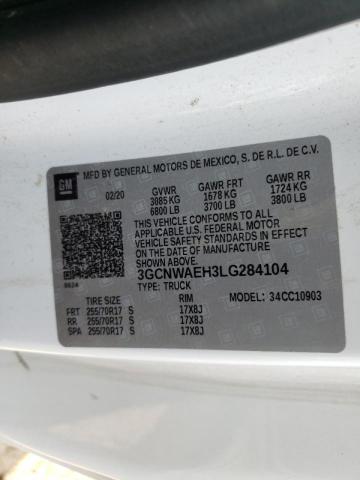 GM
MFD BY GENERAL MOTORS DE MEXICO, S. DE R.L. DE C.V.
02/20 GVWR GAWR FRT GAWR RR
3085 KG 1678 KG 1724 KG
6800 LB 3700 LB 3800 LB
THIS VEHICLE CONFORMS TO ALL APPLICABLE U.S. FEDERAL MOTOR VEHICLE SAFETY AND THEFT PREVENTION STANDARDS IN EFFECT ON THE DATE OF MANUFACTURE SHOWN ABOVE.
3GCNWAEH3LG284104
TYPE: TRUCK
MODEL: 34CC10903
TIRE SIZE RIM
FRT 255/70R17 S 17X8J
RR 255/70R17 S 17X8J
SPA 255/70R17 S 17X8J